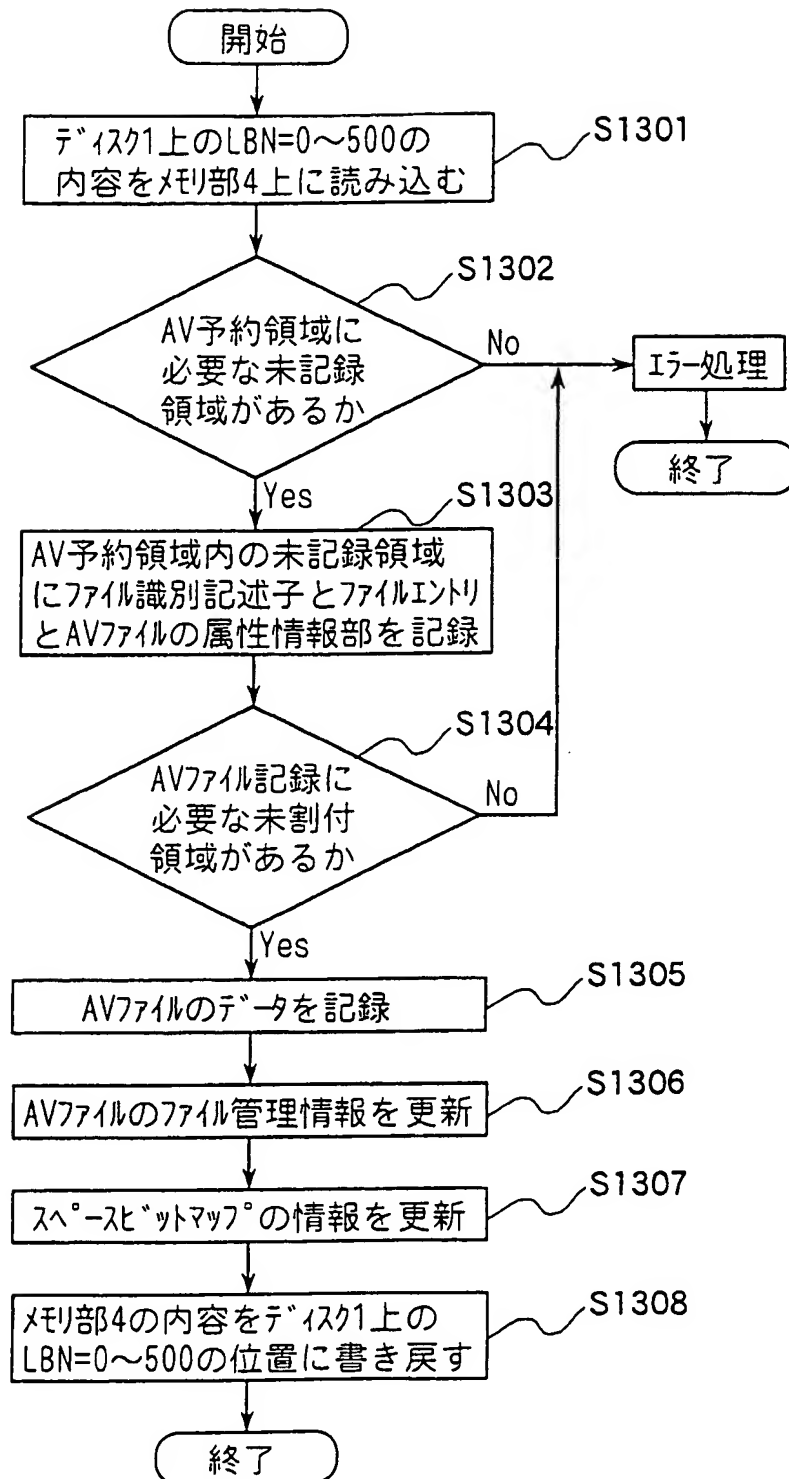 開始
ディスク1上のLBN=0～500の
内容をメモリ部4上に読み込む
S1301
S1302
AV予約領域に
必要な未記録
領域があるか
No
エラー処理
終了
Yes
S1303
AV予約領域内の未記録領域
にファイル識別記述子とファイルエントリ
とAVファイルの属性情報部を記録
S1304
AVファイル記録に
必要な未割付
領域があるか
No
Yes
S1305
AVファイルのデータを記録
S1306
AVファイルのファイル管理情報を更新
S1307
スペースビットマップの情報を更新
S1308
メモリ部4の内容をディスク1上の
LBN=0～500の位置に書き戻す
終了